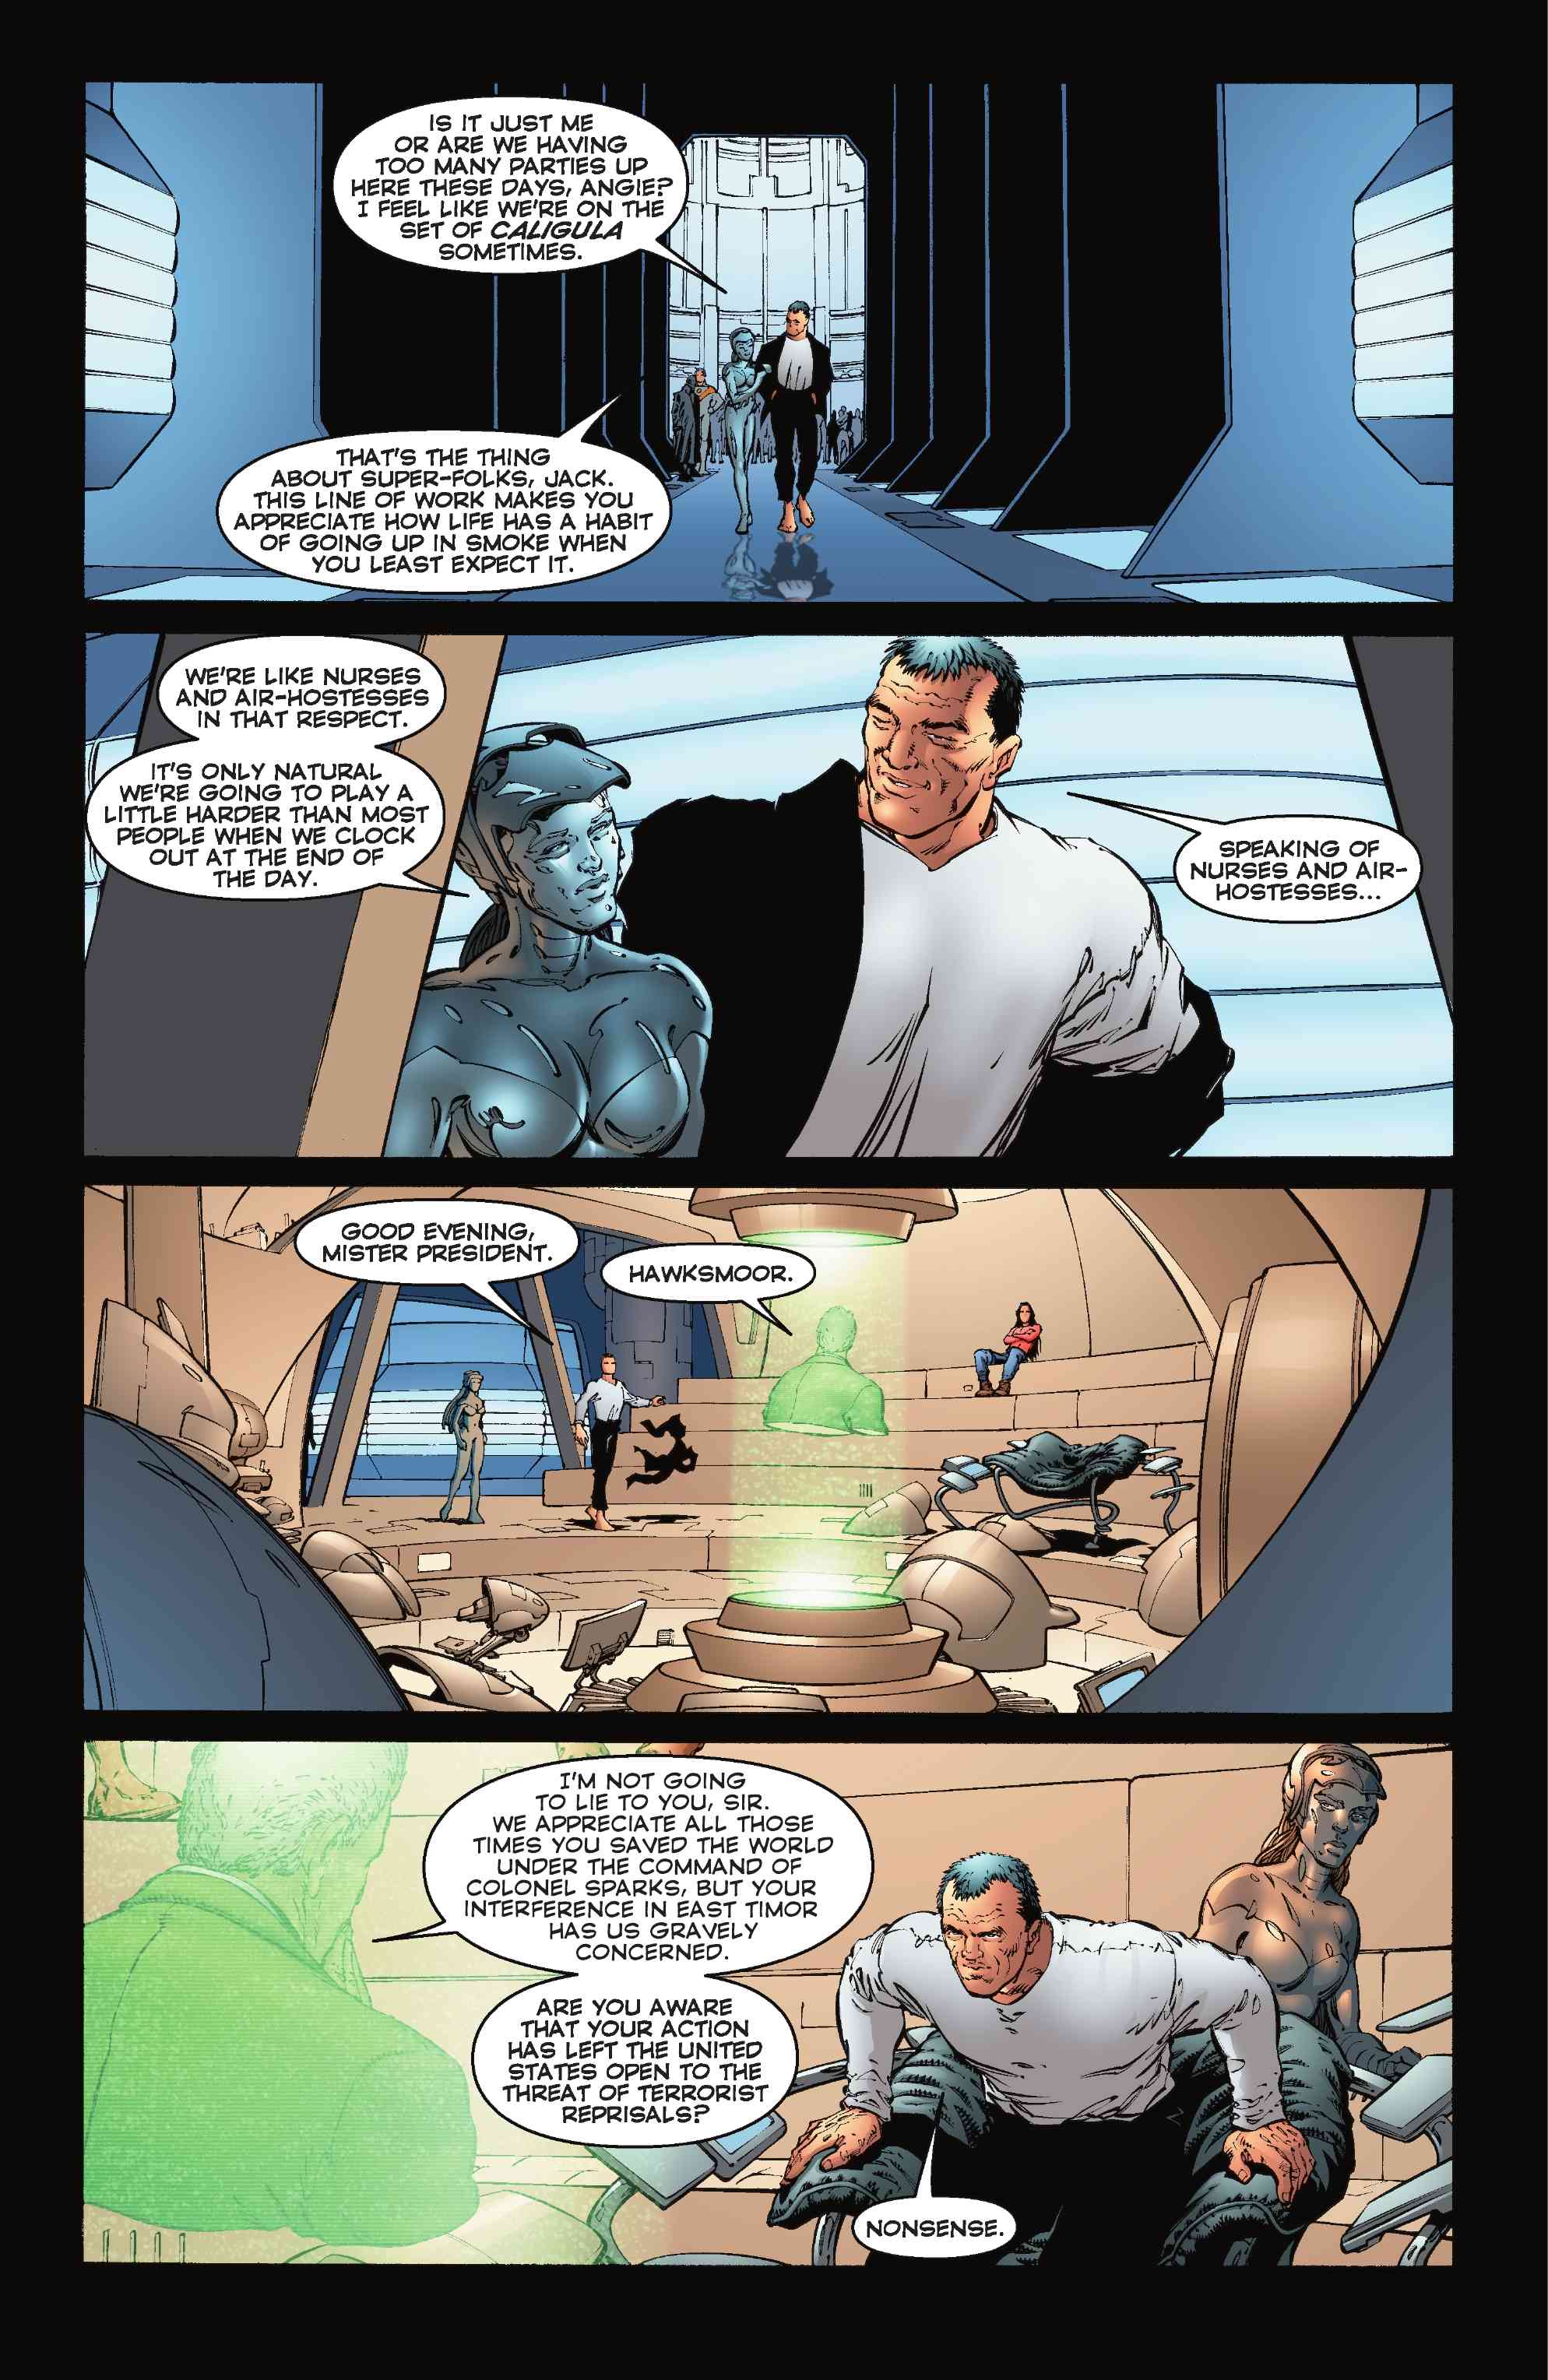 IS IT JUST ME
OR ARE WE HAVING
TOO MANY PARTIES UP
HERE THESE DAYS, ANGIE?
I FEEL LIKE WE'RE ON THE
SET OF CALIGULA
SOMETIMES.
THAT'S THE THING
ABOUT SUPER-FOLKS, JACK.
THIS LINE OF WORK MAKES YOU
APPRECIATE HOW LIFE HAS A HABIT
OF GOING UP IN SMOKE WHEN
YOU LEAST EXPECT IT.
WE'RE LIKE NURSES
AND AIR-HOSTESSES
IN THAT RESPECT.
IT'S ONLY NATURAL
WE'RE GOING TO PLAY A
LITTLE HARDER THAN MOST
PEOPLE WHEN WE CLOCK
OUT AT THE END OF
THE DAY.
SPEAKING OF
NURSES AND AIR-
HOSTESSES...
GOOD EVENING,
MISTER PRESIDENT.
HAWKSMOOR.
I'M NOT GOING
TO LIE TO YOU, SIR.
WE APPRECIATE ALL THOSE
TIMES YOU SAVED THE WORLD
UNDER THE COMMAND OF
COLONEL SPARKS, BUT YOUR
INTERFERENCE IN EAST TIMOR
HAS US GRAVELY
CONCERNED.
ARE YOU AWARE
THAT YOUR ACTION
HAS LEFT THE UNITED
STATES OPEN TO THE
THREAT OF TERRORIST
REPRISALS?
NONSENSE.